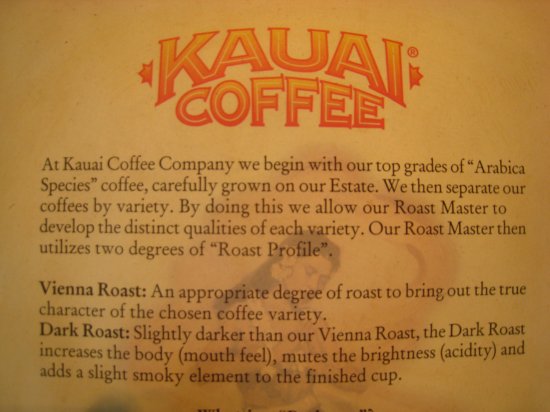 KAUAI®
COFFEE
At Kauai Coffee Company we begin with our top grades of “Arabica
Species” coffee, carefully grown on our Estate. We then separate our
coffees by variety. By doing this we allow our Roast Master to
develop the distinct qualities of each variety. Our Roast Master then
utilizes two degrees of “Roast Profile”.
Vienna Roast: An appropriate degree of roast to bring out the true
character of the chosen coffee variety.
Dark Roast: Slightly darker than our Vienna Roast, the Dark Roast
increases the body (mouth feel), mutes the brightness (acidity) and
adds a slight smoky element to the finished cup.